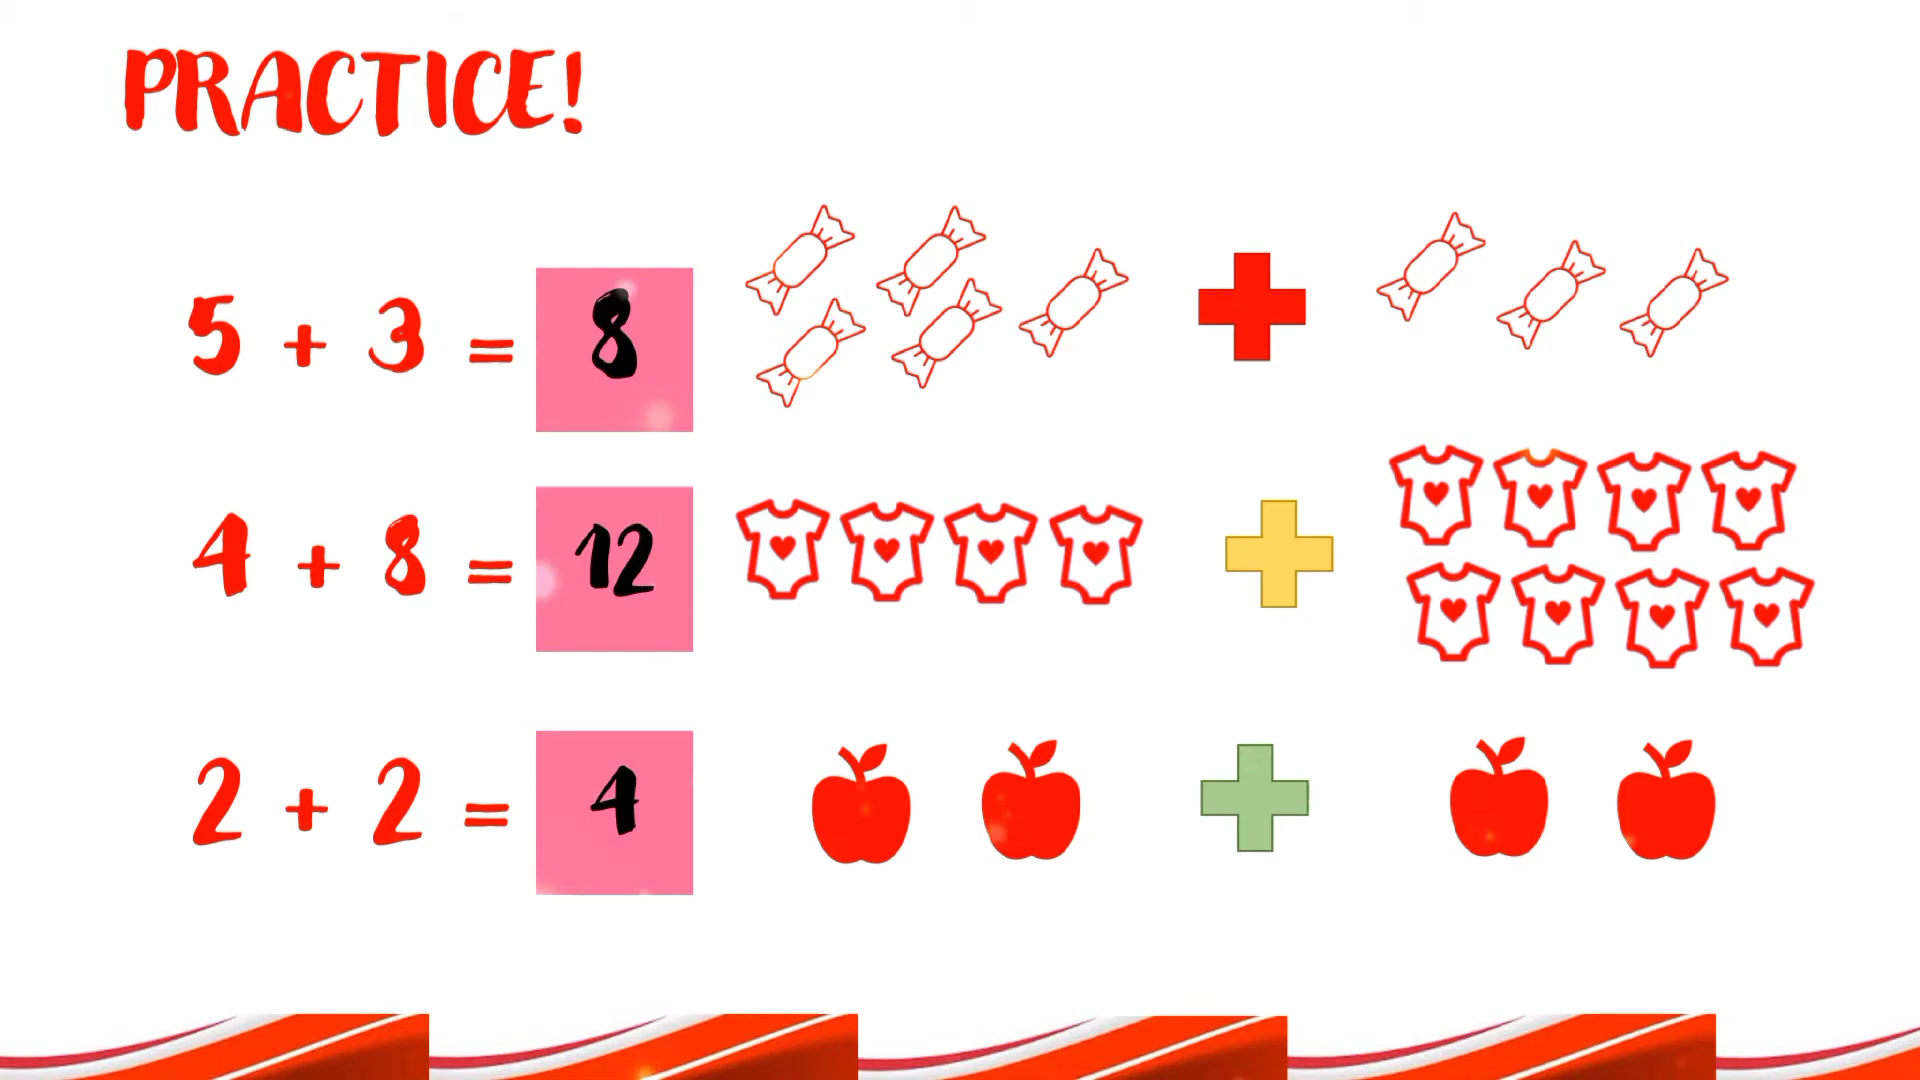 PRACTICE!
5 + 3 = 8
4 + 8 = 12
2 + 2 = 4